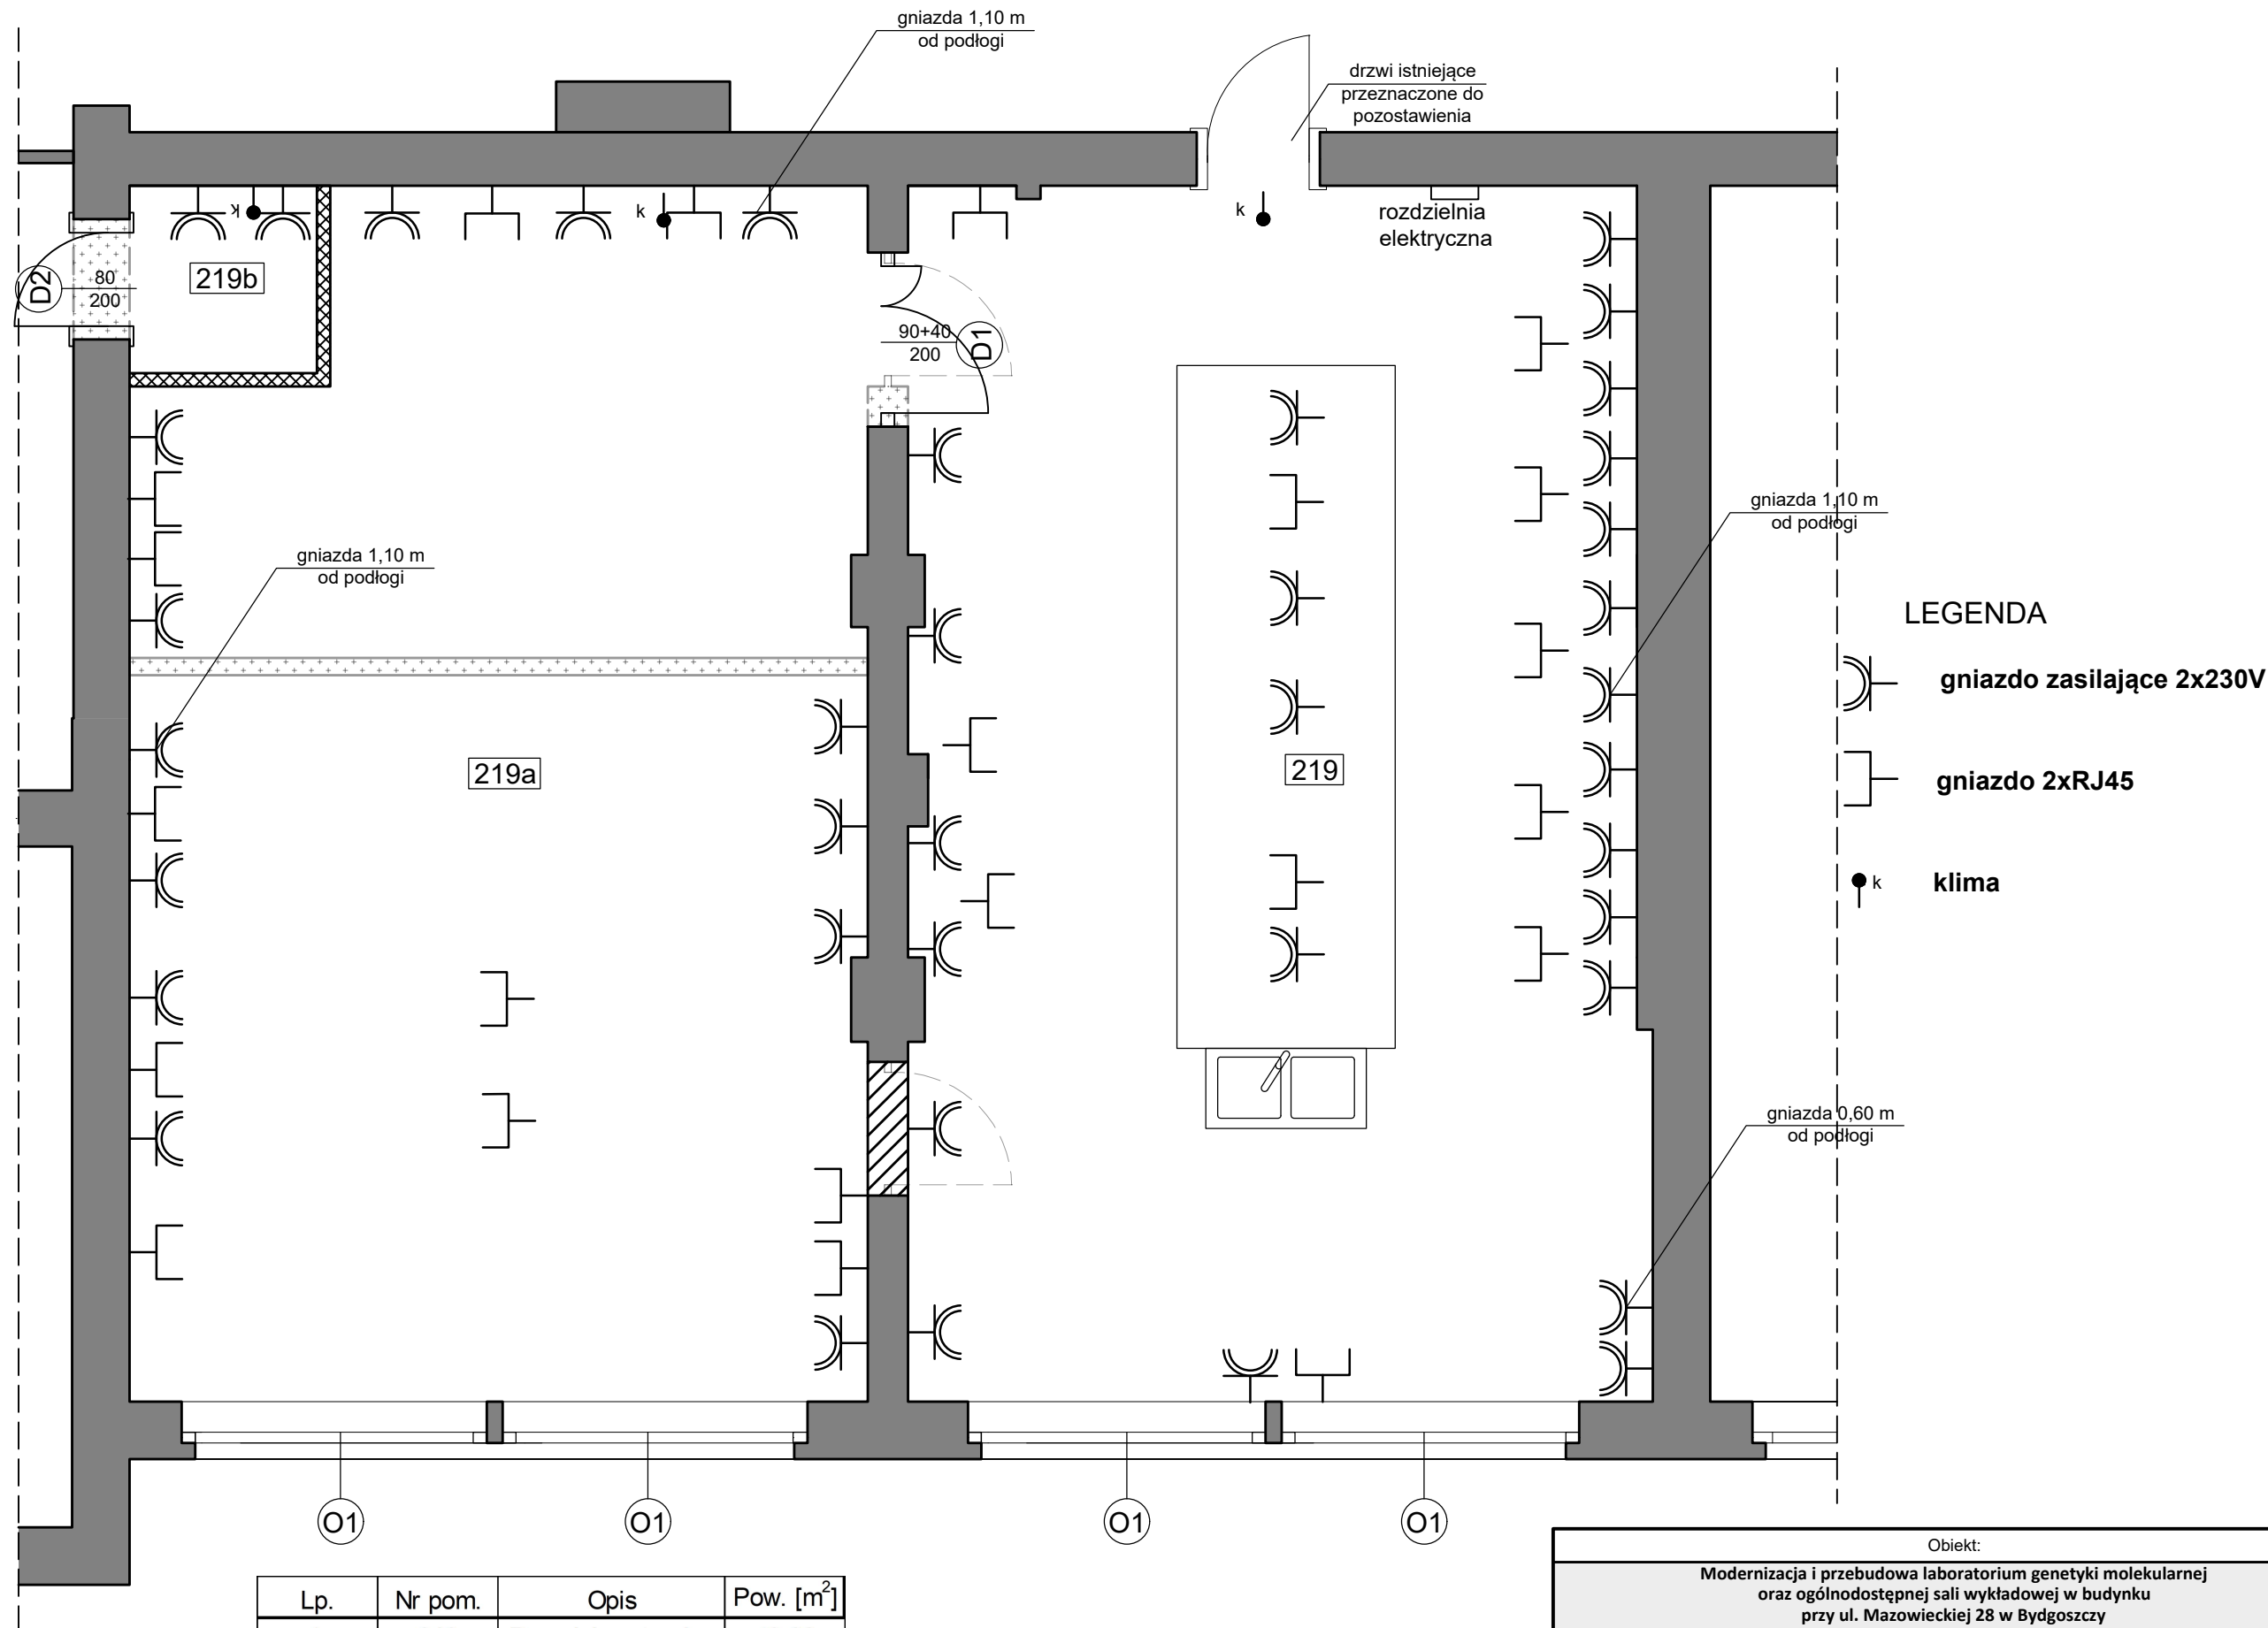 gniazda 1,10 m
od podłogi
drzwi istniejące
przeznaczone do
pozostawienia
k
k
k
rozdzielnia
elektryczna
219b
D2
80
200
90+40
200
D1
gniazda 1,10 m
od podłogi
gniazda 1,10 m
od podłogi
LEGENDA
gniazdo zasilające 2x230V
219a
219
gniazdo 2xRJ45
k
klima
gniazda 0,60 m
od podłogi
O1
O1
O1
O1
Obiekt:
Modernizacja i przebudowa laboratorium genetyki molekularnej
oraz ogólnodostępnej sali wykładowej w budynku
przy ul. Mazowieckiej 28 w Bydgoszczy
Lp. Nr pom. Opis Pow. [m²]